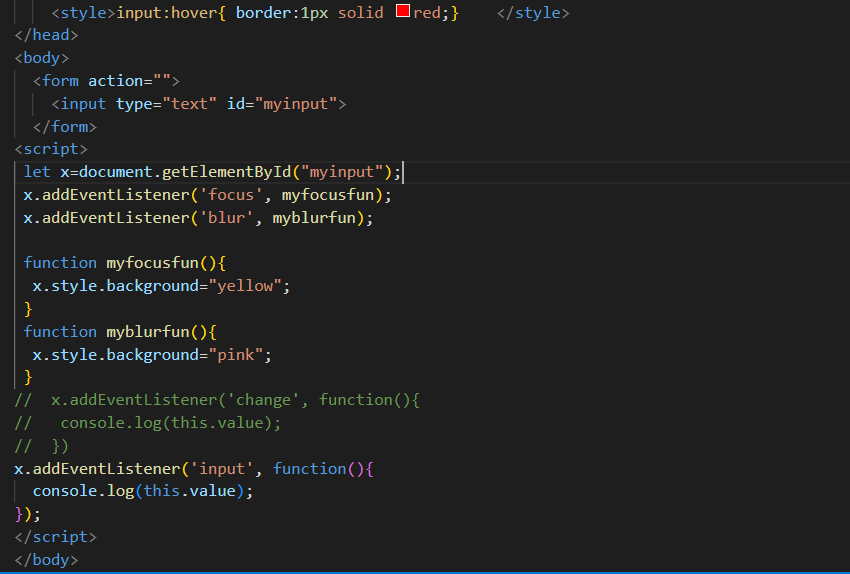 <style>input:hover{ border:1px solid red;}    </style>
</head>
<body>
  <form action="">
    <input type="text" id="myinput">
  </form>
<script>
 let x=document.getElementById("myinput");
 x.addEventListener('focus', myfocusfun);
 x.addEventListener('blur', myblurfun);

 function myfocusfun(){
  x.style.background="yellow";
 }
 function myblurfun(){
  x.style.background="pink";
 }
//  x.addEventListener('change', function(){
//   console.log(this.value);
//  })
x.addEventListener('input', function(){
  console.log(this.value);
});
</script>
</body>